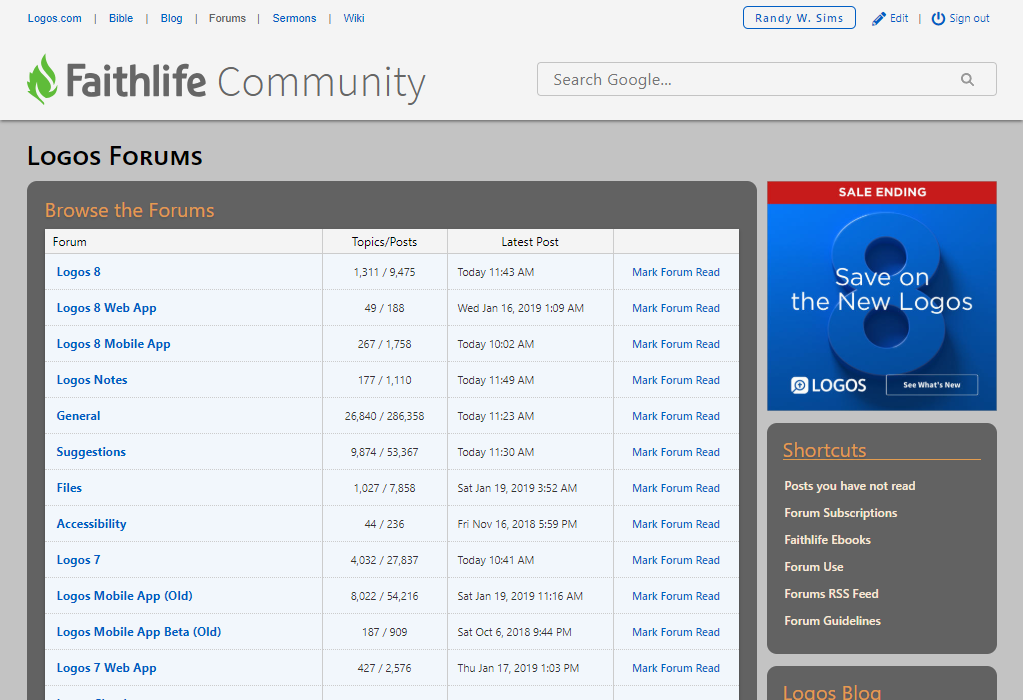 Logos.com | Bible | Blog | Forums | Sermons | Wiki
Randy W. Sims Edit | Sign out
Faithlife Community
Search Google...
Logos Forums
Browse the Forums
Forum Topics/Posts Latest Post
Logos 8 1,311 / 9,475 Today 11:43 AM Mark Forum Read
Logos 8 Web App 49 / 188 Wed Jan 16, 2019 1:09 AM Mark Forum Read
Logos 8 Mobile App 267 / 1,758 Today 10:02 AM Mark Forum Read
Logos Notes 177 / 1,110 Today 11:49 AM Mark Forum Read
General 26,840 / 286,358 Today 11:23 AM Mark Forum Read
Suggestions 9,874 / 53,367 Today 11:30 AM Mark Forum Read
Files 1,027 / 7,858 Sat Jan 19, 2019 3:52 AM Mark Forum Read
Accessibility 44 / 236 Fri Nov 16, 2018 5:59 PM Mark Forum Read
Logos 7 4,032 / 27,837 Today 10:41 AM Mark Forum Read
Logos Mobile App (Old) 8,022 / 54,216 Sat Jan 19, 2019 11:16 AM Mark Forum Read
Logos Mobile App Beta (Old) 187 / 909 Sat Oct 6, 2018 9:44 PM Mark Forum Read
Logos 7 Web App 427 / 2,576 Thu Jan 17, 2019 1:03 PM Mark Forum Read
SALE ENDING
8
Save on
the New Logos
LOGOS See What's New
Shortcuts
Posts you have not read
Forum Subscriptions
Faithlife Ebooks
Forum Use
Forums RSS Feed
Forum Guidelines
Logos Blog